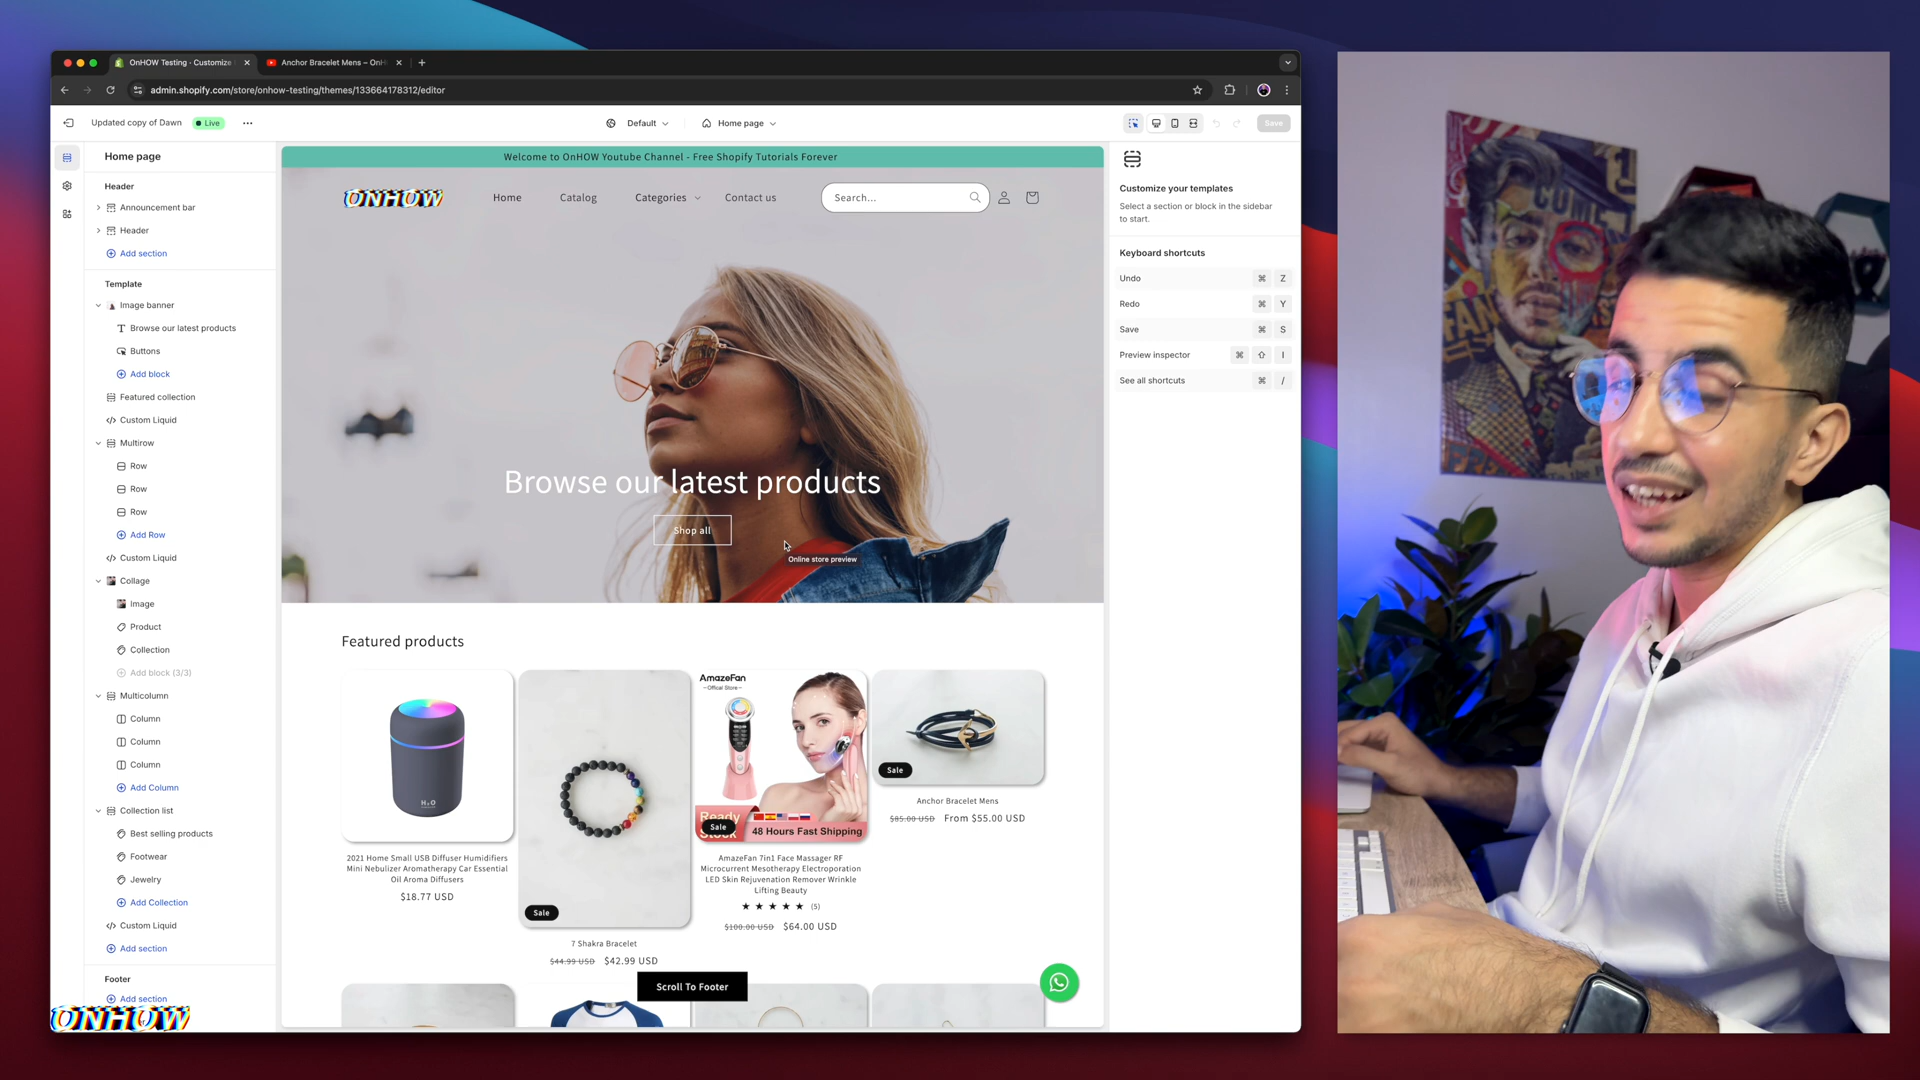 OnHOW Testing · Customize
Anchor Bracelet Mens – OnH
admin.shopify.com/store/onhow-testing/themes/133664178312/editor
Updated copy of Dawn
Live
Default
Home page
Save
Home page
Header
Announcement bar
Header
Add section
Template
Image banner
Browse our latest products
Buttons
Add block
Featured collection
Custom Liquid
Multirow
Row
Row
Row
Add Row
Custom Liquid
Collage
Image
Product
Collection
Add block (3/3)
Multicolumn
Column
Column
Column
Add Column
Collection list
Best selling products
Footwear
Jewelry
Add Collection
Custom Liquid
Add section
Footer
Add section
ONHOW
Welcome to OnHOW Youtube Channel - Free Shopify Tutorials Forever
ONHOW
Home
Catalog
Categories
Contact us
Search...
Browse our latest products
Shop all
Online store preview
Featured products
H₂O
2021 Home Small USB Diffuser Humidifiers
Mini Nebulizer Aromatherapy Car Essential
Oil Aroma Diffusers
$18.77 USD
Sale
7 Shakra Bracelet
$44.99 USD $42.99 USD
AmazeFan
Official Store
Ready
Stock
Sale
48 Hours Fast Shipping
AmazeFan 7in1 Face Massager RF
Microcurrent Mesotherapy Electroporation
LED Skin Rejuvenation Remover Wrinkle
Lifting Beauty
★ ★ ★ ★ ★ (5)
$100.00 USD $64.00 USD
Sale
Anchor Bracelet Mens
$85.00 USD From $55.00 USD
Scroll To Footer
Customize your templates
Select a section or block in the sidebar
to start.
Keyboard shortcuts
Undo ⌘ Z
Redo ⌘ Y
Save ⌘ S
Preview inspector ⌘ ⇧ I
See all shortcuts ⌘ /